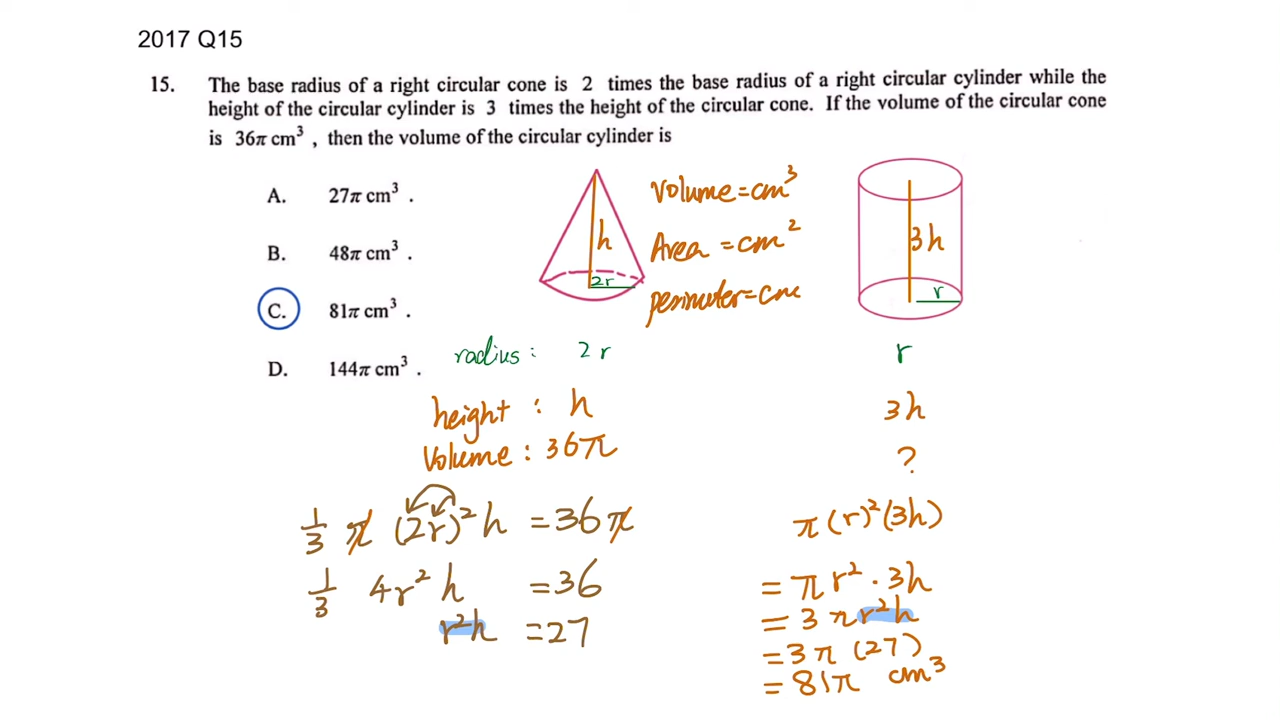 2017 Q15
15. The base radius of a right circular cone is 2 times the base radius of a right circular cylinder while the
height of the circular cylinder is 3 times the height of the circular cone. If the volume of the circular cone
is 36π cm³ , then the volume of the circular cylinder is
A. 27π cm³ .
B. 48π cm³ .
C. 81π cm³ .
D. 144π cm³ .
h
2r
Volume = cm³
Area = cm²
perimeter = cm
3h
r
radius : 2r r
height : h 3h
Volume : 36π ?
1/3 π (2r)² h = 36π
1/3 4r² h = 36
r²h = 27
π (r)² (3h)
= π r² · 3h
= 3 π r²h
= 3π (27)
= 81π cm³